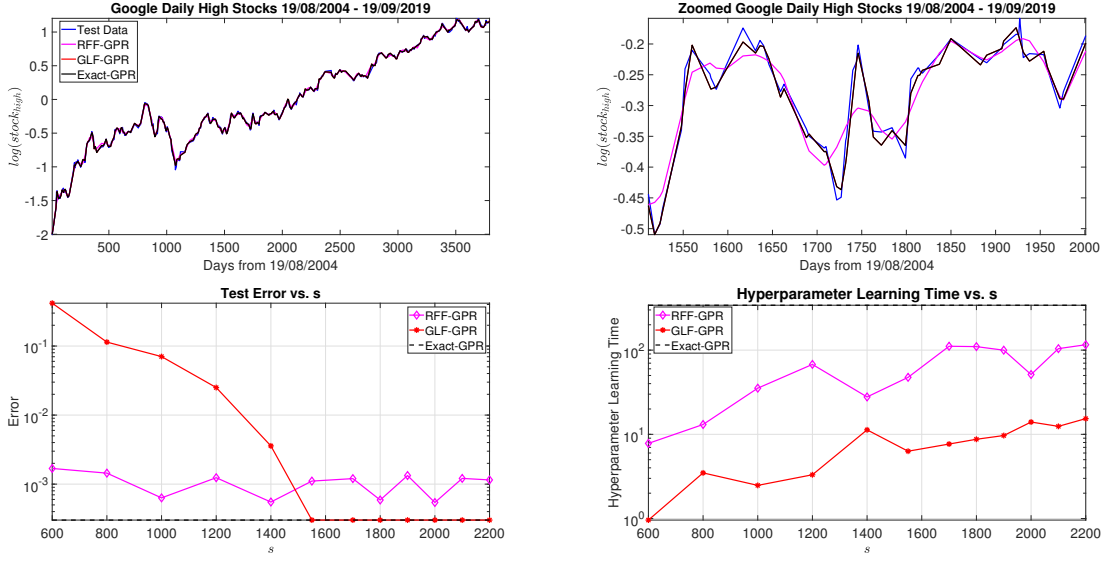 Google Daily High Stocks 19/08/2004 - 19/09/2019
Test Data
RFF-GPR
GLF-GPR
Exact-GPR
log(stock_high)
1
0.5
0
-0.5
-1
-1.5
-2
500 1000 1500 2000 2500 3000 3500
Days from 19/08/2004
Zoomed Google Daily High Stocks 19/08/2004 - 19/09/2019
log(stock_high)
-0.2
-0.25
-0.3
-0.35
-0.4
-0.45
-0.5
1550 1600 1650 1700 1750 1800 1850 1900 1950 2000
Days from 19/08/2004
Test Error vs. s
RFF-GPR
GLF-GPR
Exact-GPR
Error
10^-1
10^-2
10^-3
600 800 1000 1200 1400 1600 1800 2000 2200
s
Hyperparameter Learning Time vs. s
RFF-GPR
GLF-GPR
Exact-GPR
Hyperparameter Learning Time
10^2
10^1
10^0
600 800 1000 1200 1400 1600 1800 2000 2200
s